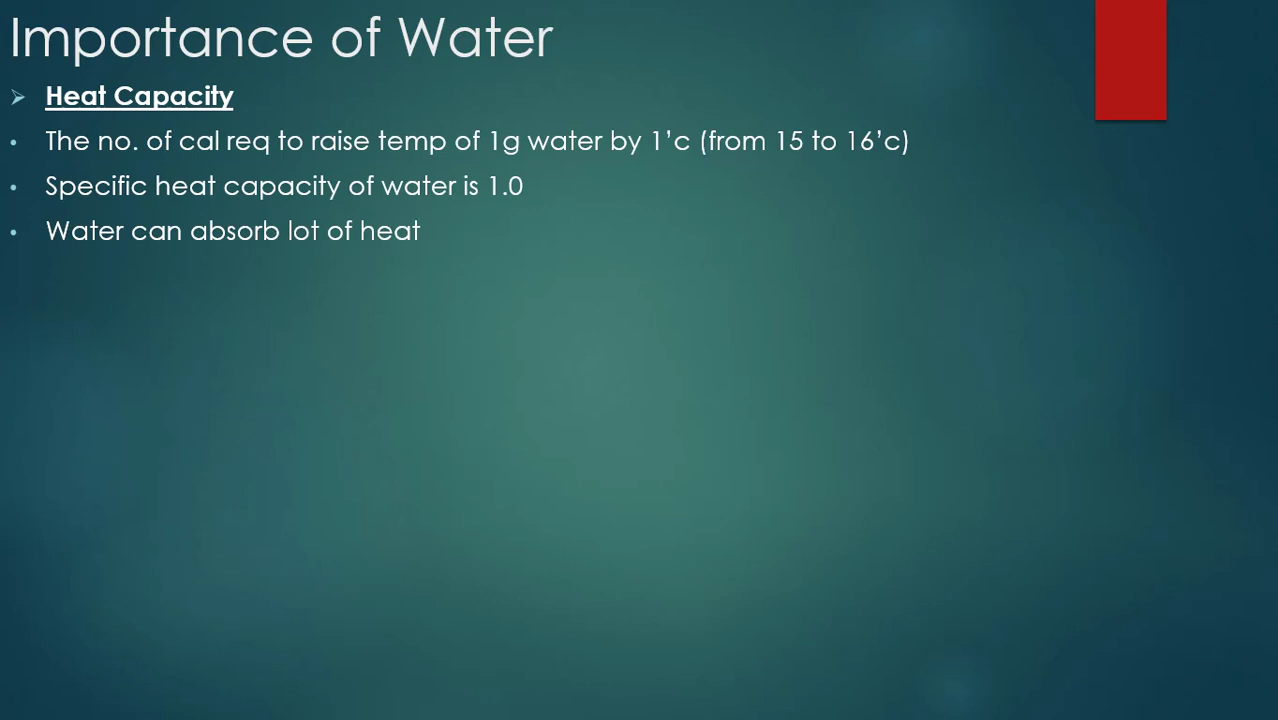 Importance of Water
Heat Capacity
The no. of cal req to raise temp of 1g water by 1’c (from 15 to 16’c)
Specific heat capacity of water is 1.0
Water can absorb lot of heat